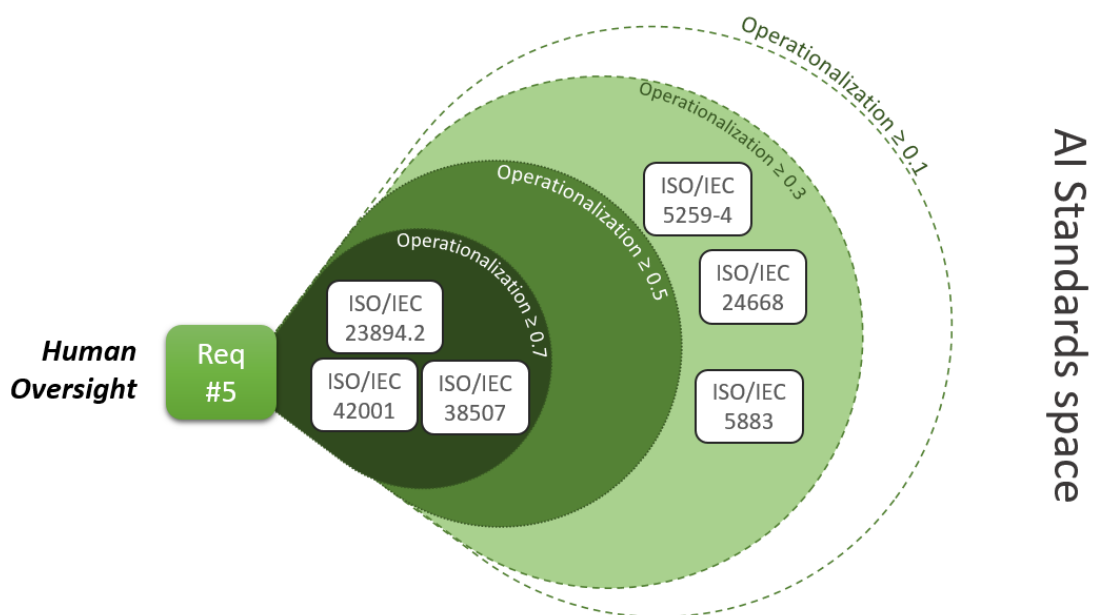 Operationalization ≥ 0.1
Operationalization ≥ 0.3
Operationalization ≥ 0.5
Operationalization ≥ 0.7
ISO/IEC
5259-4
ISO/IEC
24668
ISO/IEC
5883
ISO/IEC
23894.2
ISO/IEC
42001
ISO/IEC
38507
Human
Oversight
Req
#5
AI Standards space